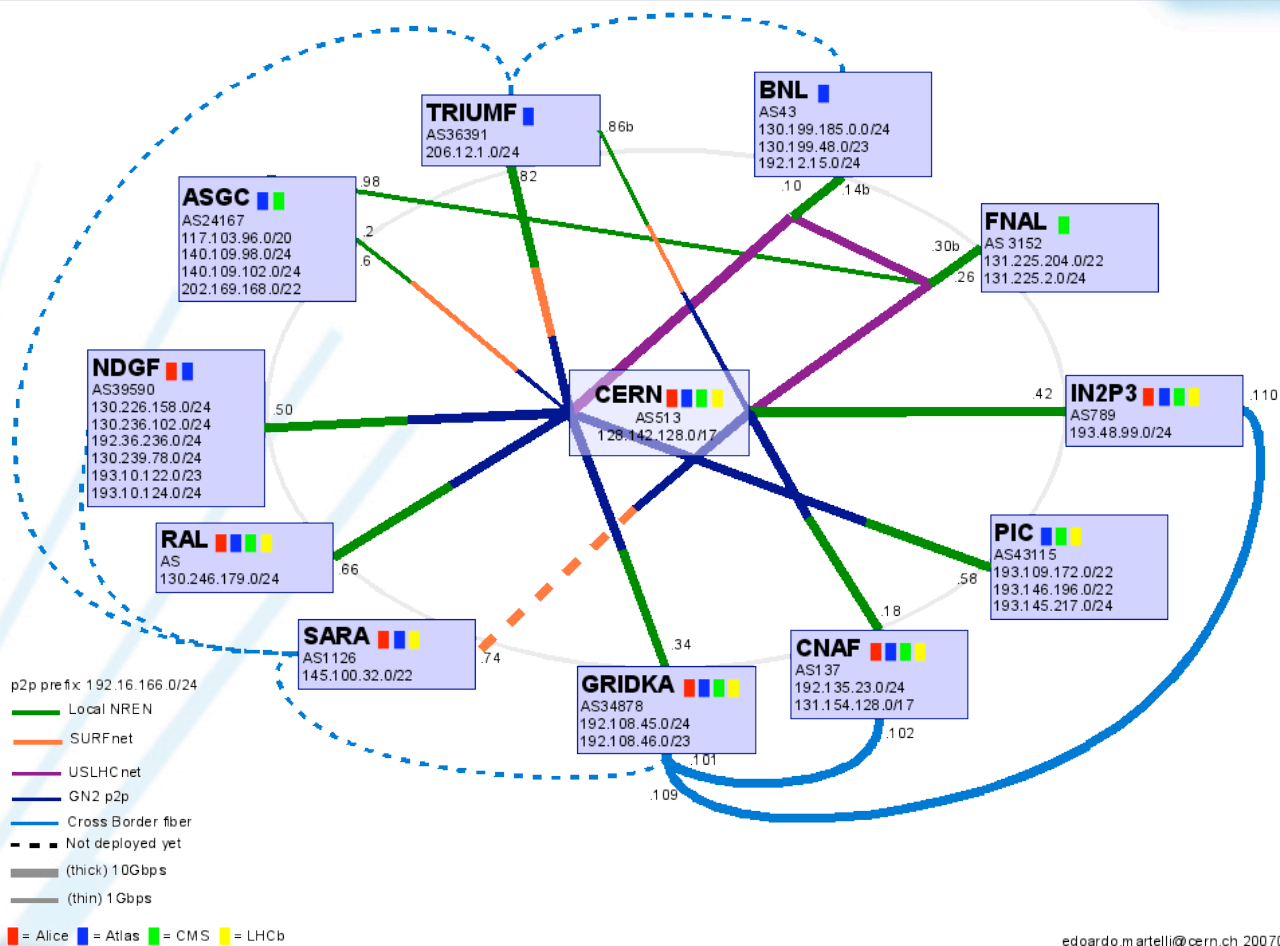 BNL
AS43
130.199.185.0.0/24
130.199.48.0/23
192.12.15.0/24
.10
.14b
TRIUMF
AS36391
206.12.1.0/24
.86b
.82
ASGC
AS24167
117.103.96.0/20
140.109.98.0/24
140.109.102.0/24
202.169.168.0/22
.98
.2
.6
FNAL
AS 3152
131.225.204.0/22
131.225.2.0/24
.30b
.26
NDGF
AS39590
130.226.158.0/24
130.236.102.0/24
192.36.236.0/24
130.239.78.0/24
193.10.122.0/23
193.10.124.0/24
.50
CERN
AS513
128.142.128.0/17
.42
IN2P3
AS789
193.48.99.0/24
.110
RAL
AS
130.246.179.0/24
.66
PIC
AS43115
193.109.172.0/22
193.146.196.0/22
193.145.217.0/24
.58
SARA
AS1126
145.100.32.0/22
.74
GRIDKA
AS34878
192.108.45.0/24
192.108.46.0/23
.34
.101
.109
CNAF
AS137
192.135.23.0/24
131.154.128.0/17
.18
.102
p2p prefix: 192.16.166.0/24
Local NREN
SURFnet
USLHCnet
GN2 p2p
Cross Border fiber
Not deployed yet
(thick) 10Gbps
(thin) 1Gbps
= Alice = Atlas = CMS = LHCb
edoardo.martelli@cern.ch